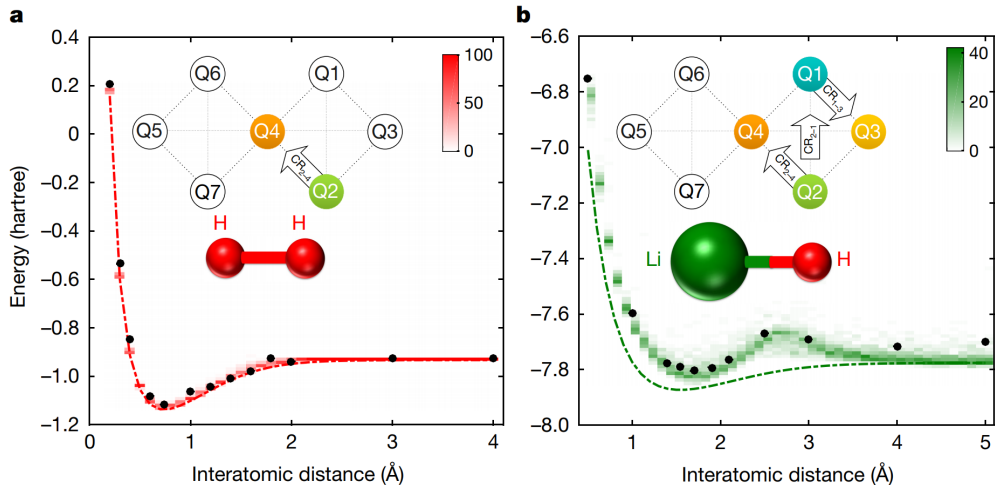 a
Energy (hartree)
0.4
0.2
0
−0.2
−0.4
−0.6
−0.8
−1.0
−1.2
0
1
2
3
4
Interatomic distance (Å)
100
50
0
Q6
Q1
Q5
Q4
Q3
Q7
Q2
CR2–4
H H
b
−6.6
−6.8
−7.0
−7.2
−7.4
−7.6
−7.8
−8.0
1
2
3
4
5
Interatomic distance (Å)
40
20
0
Q6
Q1
CR1–3
Q5
Q4
Q3
CR2–1
CR2–4
Q7
Q2
Li
H